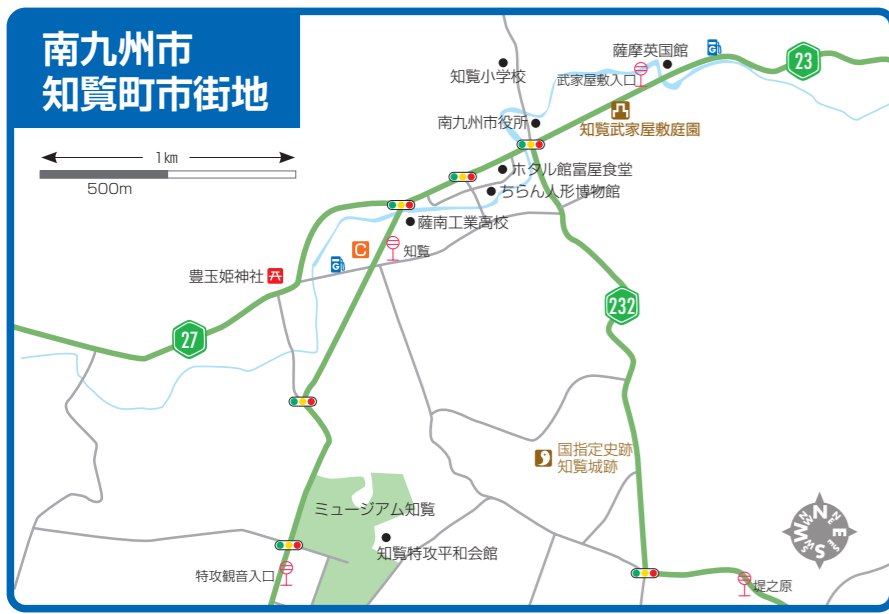 南九州市
知覧町市街地
1km
500m
薩摩英国館
武家屋敷入口
知覧小学校
23
南九州市役所
知覧武家屋敷庭園
ホタル館富屋食堂
ちらん人形博物館
薩南工業高校
C
知覧
豊玉姫神社
232
27
国指定史跡
知覧城跡
ミュージアム知覧
知覧特攻平和会館
特攻観音入口
堤之原
G
G
N
NE
E
SE
S
SW
W
NW